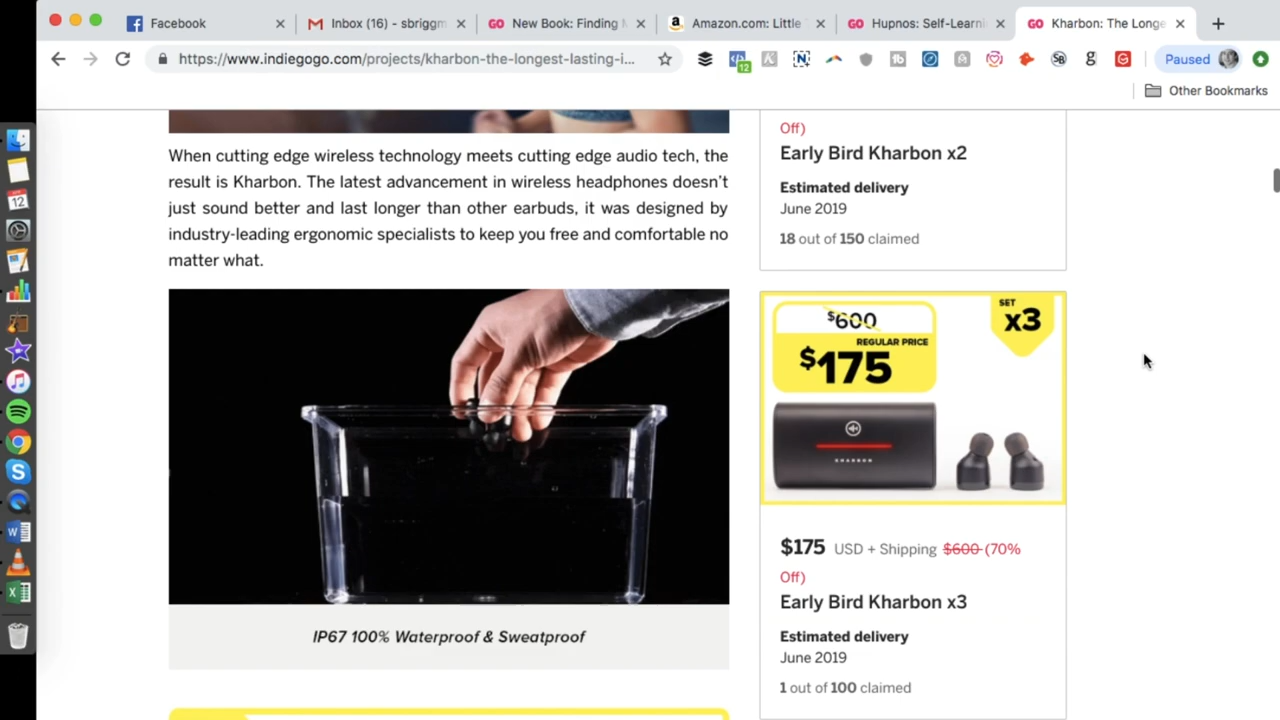 Facebook
Inbox (16) - sbriggm
New Book: Finding
Amazon.com: Little
Hupnos: Self-Learni
Kharbon: The Longe
https://www.indiegogo.com/projects/kharbon-the-longest-lasting-i...
12
Paused
Other Bookmarks
When cutting edge wireless technology meets cutting edge audio tech, the
result is Kharbon. The latest advancement in wireless headphones doesn't
just sound better and last longer than other earbuds, it was designed by
industry-leading ergonomic specialists to keep you free and comfortable no
matter what.
IP67 100% Waterproof & Sweatproof
Off)
Early Bird Kharbon x2
Estimated delivery
June 2019
18 out of 150 claimed
$600
REGULAR PRICE
$175
SET
x3
KHARBON
$175 USD + Shipping $600 (70%
Off)
Early Bird Kharbon x3
Estimated delivery
June 2019
1 out of 100 claimed